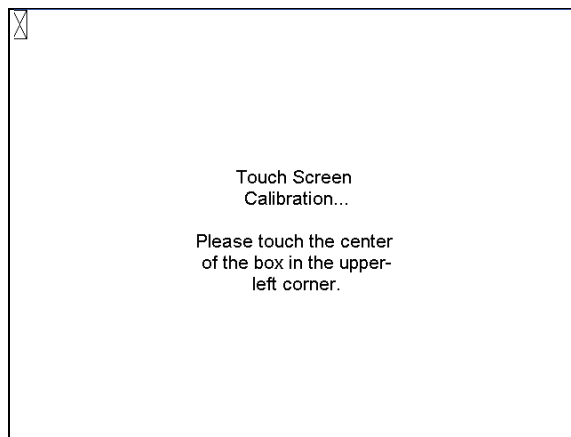 Touch Screen
Calibration...
Please touch the center
of the box in the upper-
left corner.